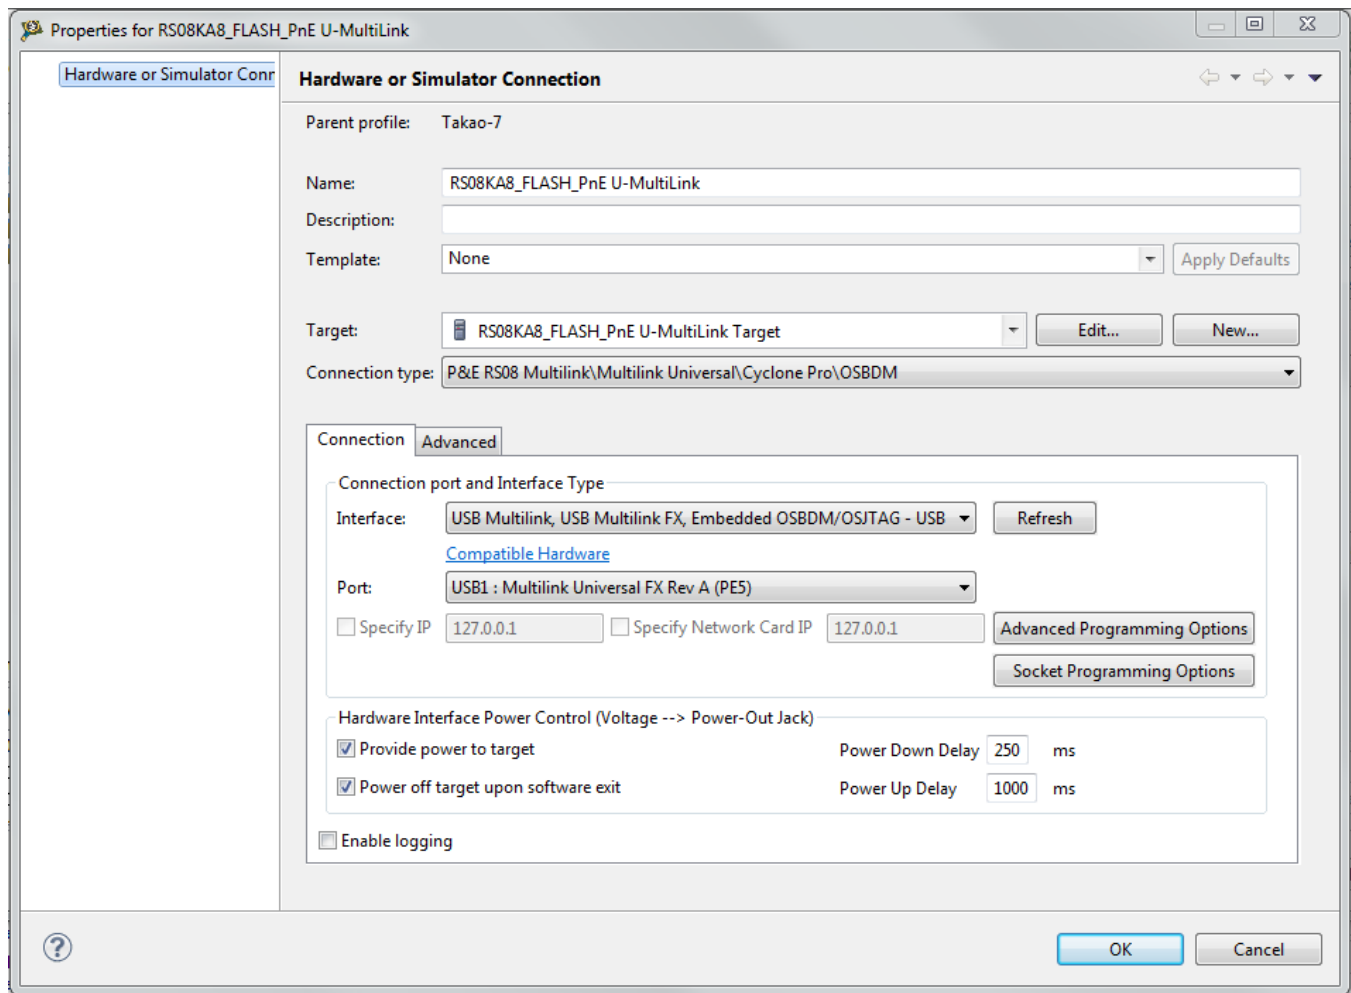 Properties for RS08KA8_FLASH_PnE U-MultiLink
Hardware or Simulator Conn
Hardware or Simulator Connection
Parent profile: Takao-7
Name: RS08KA8_FLASH_PnE U-MultiLink
Description:
Template: None Apply Defaults
Target: RS08KA8_FLASH_PnE U-MultiLink Target Edit... New...
Connection type: P&E RS08 Multilink\Multilink Universal\Cyclone Pro\OSBDM
Connection Advanced
Connection port and Interface Type
Interface: USB Multilink, USB Multilink FX, Embedded OSBDM/OSJTAG - USB Refresh
Compatible Hardware
Port: USB1 : Multilink Universal FX Rev A (PE5)
Specify IP 127.0.0.1 Specify Network Card IP 127.0.0.1 Advanced Programming Options
Socket Programming Options
Hardware Interface Power Control (Voltage --> Power-Out Jack)
Provide power to target Power Down Delay 250 ms
Power off target upon software exit Power Up Delay 1000 ms
Enable logging
? OK Cancel